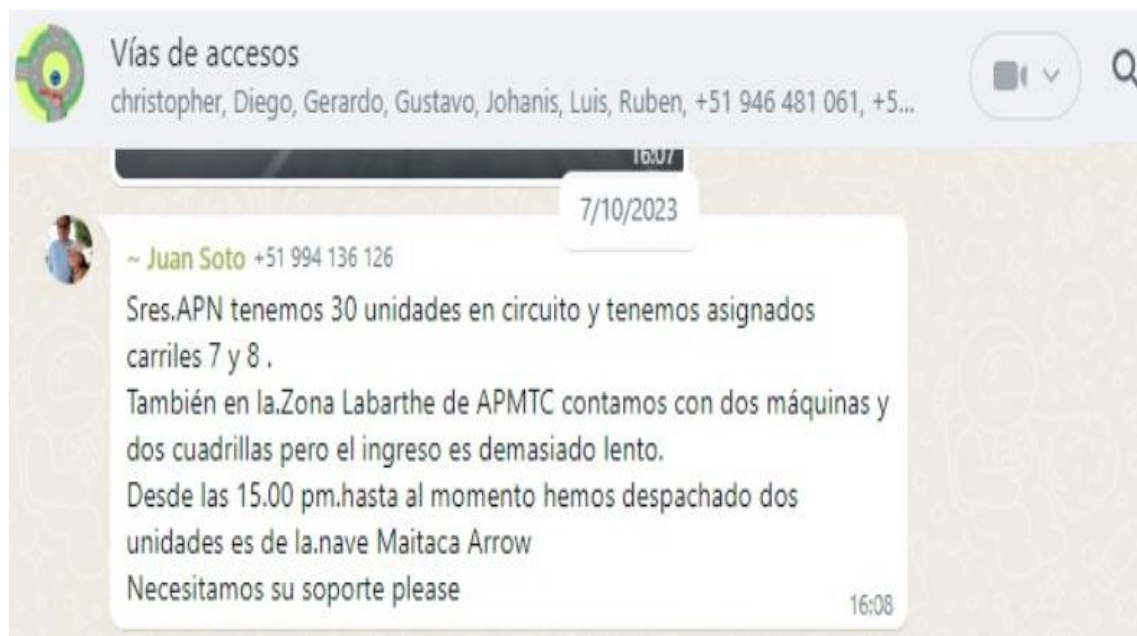 Vías de accesos
christopher, Diego, Gerardo, Gustavo, Johanis, Luis, Ruben, +51 946 481 061, +5...
16:07
7/10/2023
~ Juan Soto +51 994 136 126
Sres.APN tenemos 30 unidades en circuito y tenemos asignados
carriles 7 y 8 .
También en la.Zona Labarthe de APMTC contamos con dos máquinas y
dos cuadrillas pero el ingreso es demasiado lento.
Desde las 15.00 pm.hasta al momento hemos despachado dos
unidades es de la.nave Maitaca Arrow
Necesitamos su soporte please
16:08